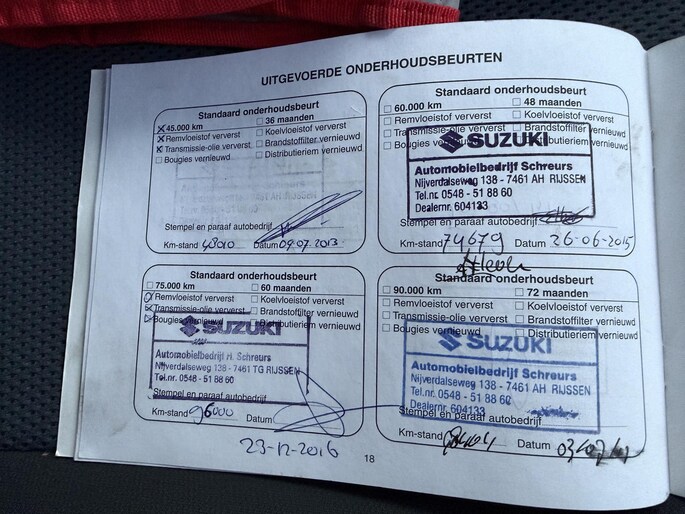 UITGEVOERDE ONDERHOUDSBEURTEN
Standaard onderhoudsbeurt
45.000 km 36 maanden
Remvloeistof ververst Koelvloeistof ververst
Transmissie-olie ververst Brandstoffilter vernieuwd
Bougies vernieuwd Distributieriem vernieuwd
Stempel en paraaf autobedrijf
Km-stand 43010 Datum 09.07.2013
Standaard onderhoudsbeurt
60.000 km 48 maanden
Remvloeistof ververst Koelvloeistof ververst
Transmissie-olie ververst Brandstoffilter vernieuwd
Bougies
SUZUKI
Automobielbedrijf Schreurs
Nijverdalseweg 138 - 7461 AH RIJSSEN
Tel.nr. 0548 - 51 88 60
Dealernr. 604133
Stempel en paraaf autobedrijf
Km-stand 74679 Datum 26-06-2015
Standaard onderhoudsbeurt
75.000 km 60 maanden
Remvloeistof ververst Koelvloeistof ververst
Transmissie-olie ververst Brandstoffilter vernieuwd
Bougies vernieuwd Distributieriem vernieuwd
SUZUKI
Automobielbedrijf H. Schreurs
Nijverdalseweg 138 - 7461 TG RIJSSEN
Tel.nr. 0548 - 51 88 60
Stempel en paraaf autobedrijf
Km-stand 96000 Datum
23-12-2016
Standaard onderhoudsbeurt
90.000 km 72 maanden
Remvloeistof ververst Koelvloeistof ververst
Transmissie-olie ververst Brandstoffilter vernieuwd
Bougies vernieuwd Distributieriem vernieuwd
SUZUKI
Automobielbedrijf Schreurs
Nijverdalseweg 138 - 7461 AH RIJSSEN
Tel.nr. 0548 - 51 88 60
Dealernr. 604133
Stempel en paraaf autobedrijf
Km-stand Datum
18